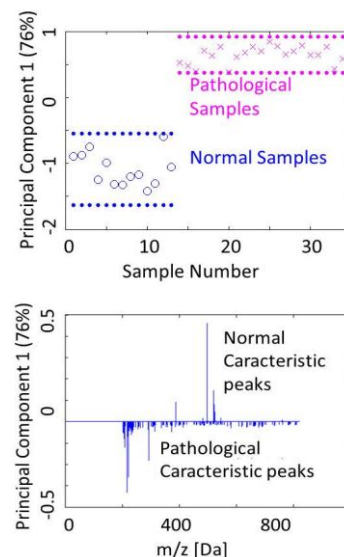 Principal Component 1 (76%)
1
0
-1
-2
Pathological
Samples
Normal Samples
0
10
20
30
Sample Number
Principal Component 1 (76%)
0.5
0
-0.5
Normal
Caracteristic
peaks
Pathological
Caracteristic peaks
0
400
800
m/z [Da]